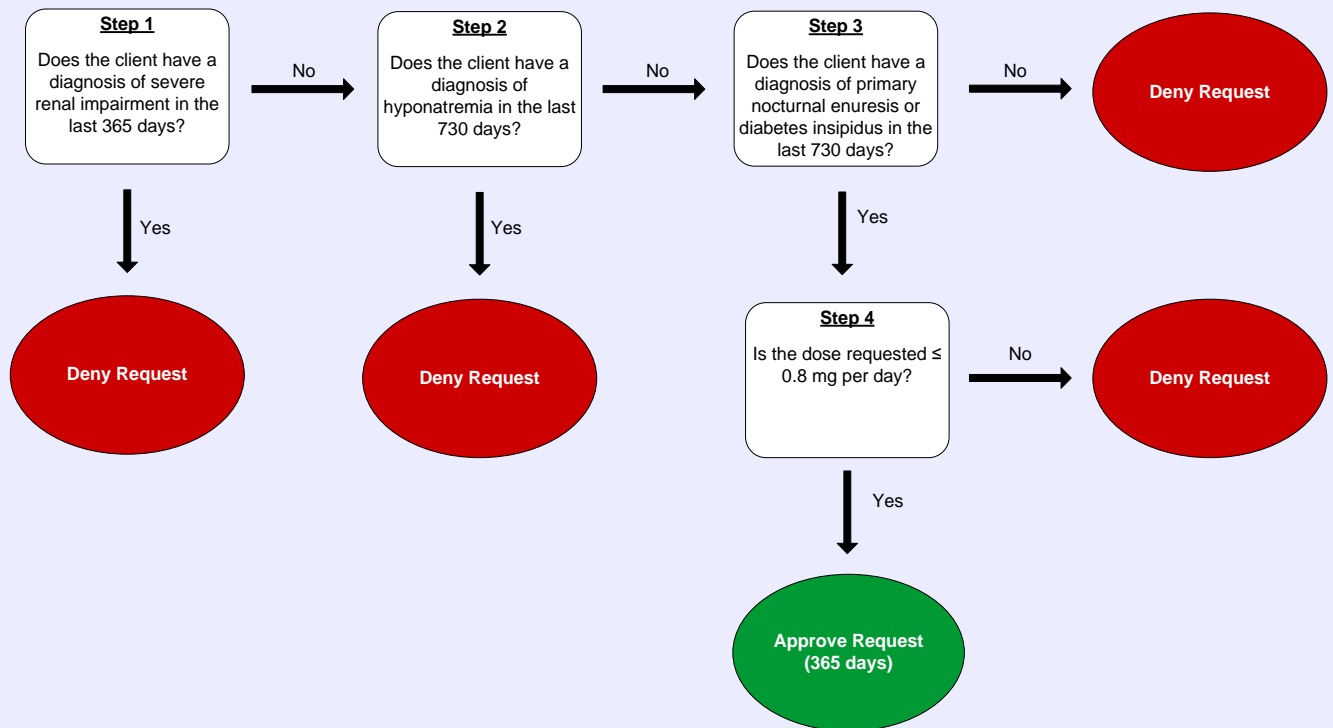 Step 1
Does the client have a
diagnosis of severe
renal impairment in the
last 365 days?
No
Step 2
Does the client have a
diagnosis of
hyponatremia in the last
730 days?
No
Step 3
Does the client have a
diagnosis of primary
nocturnal enuresis or
diabetes insipidus in the
last 730 days?
No
Deny Request
Yes
Yes
Yes
Deny Request
Deny Request
Step 4
Is the dose requested ≤
0.8 mg per day?
No
Deny Request
Yes
Approve Request
(365 days)